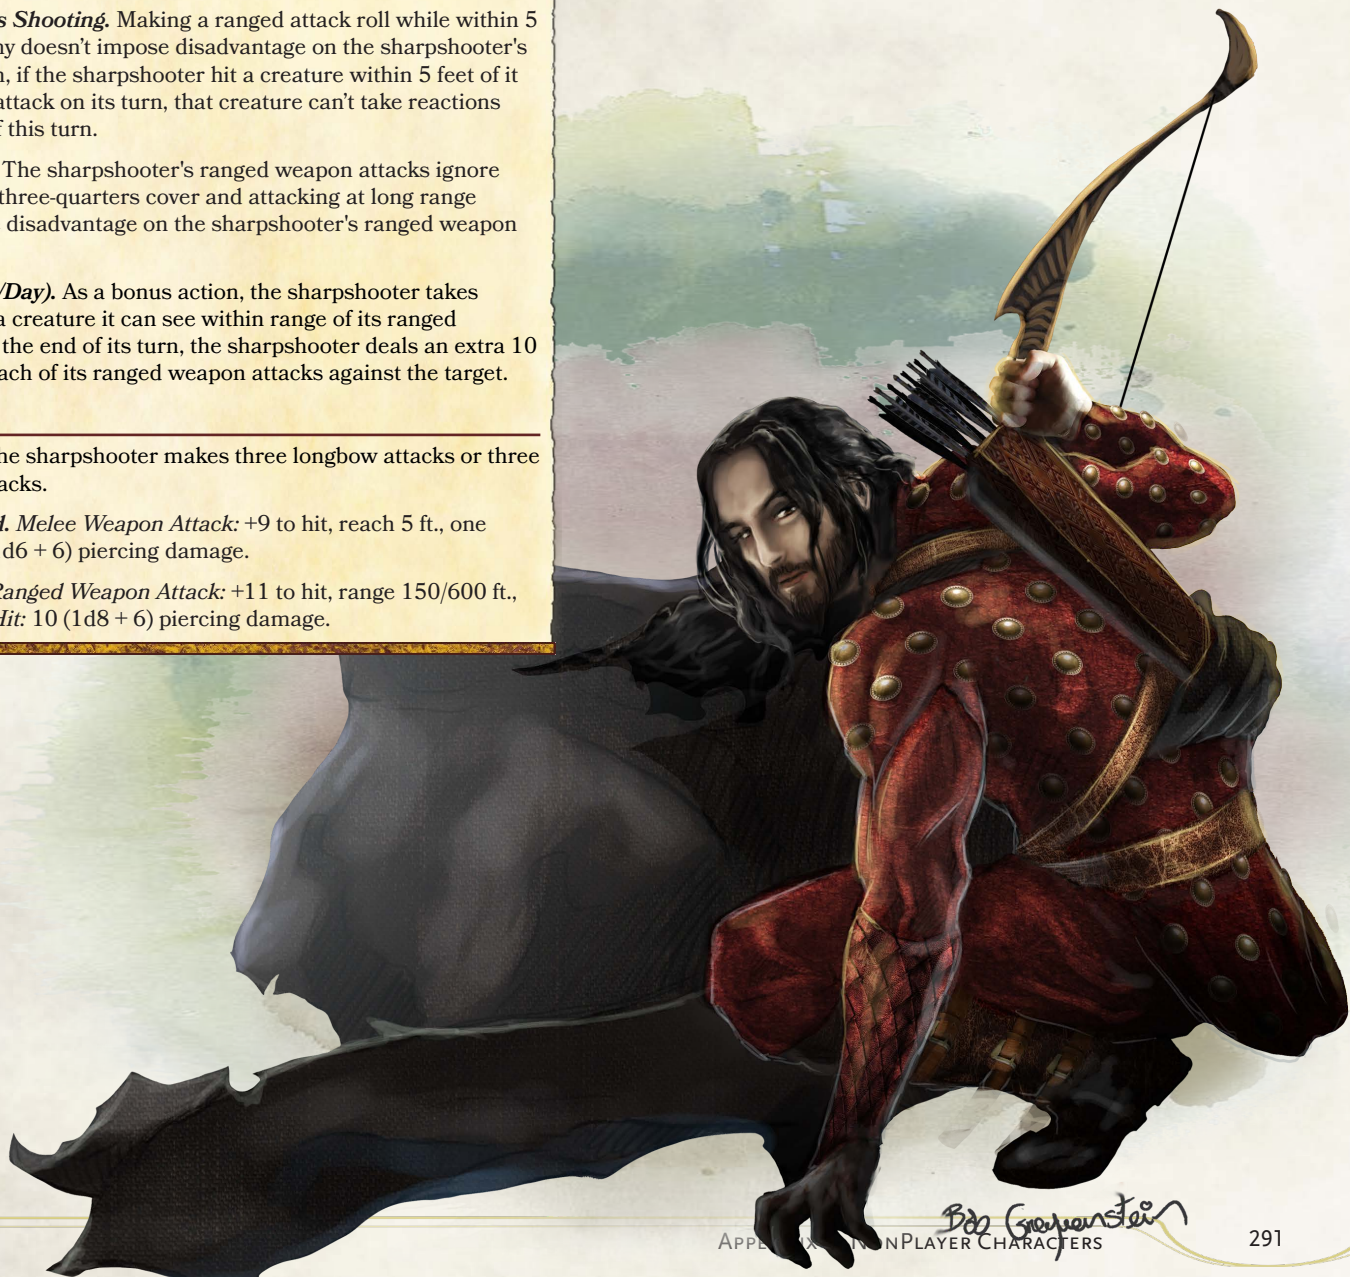 s Shooting. Making a ranged attack roll while within 5
ny doesn't impose disadvantage on the sharpshooter's
n, if the sharpshooter hit a creature within 5 feet of it
attack on its turn, that creature can't take reactions
f this turn.
The sharpshooter's ranged weapon attacks ignore
three-quarters cover and attacking at long range
disadvantage on the sharpshooter's ranged weapon
/Day). As a bonus action, the sharpshooter takes
a creature it can see within range of its ranged
the end of its turn, the sharpshooter deals an extra 10
ach of its ranged weapon attacks against the target.
he sharpshooter makes three longbow attacks or three
acks.
d. Melee Weapon Attack: +9 to hit, reach 5 ft., one
d6 + 6) piercing damage.
Ranged Weapon Attack: +11 to hit, range 150/600 ft.,
Hit: 10 (1d8 + 6) piercing damage.
Bob Greyvenstein
NonPlayer Characters
291